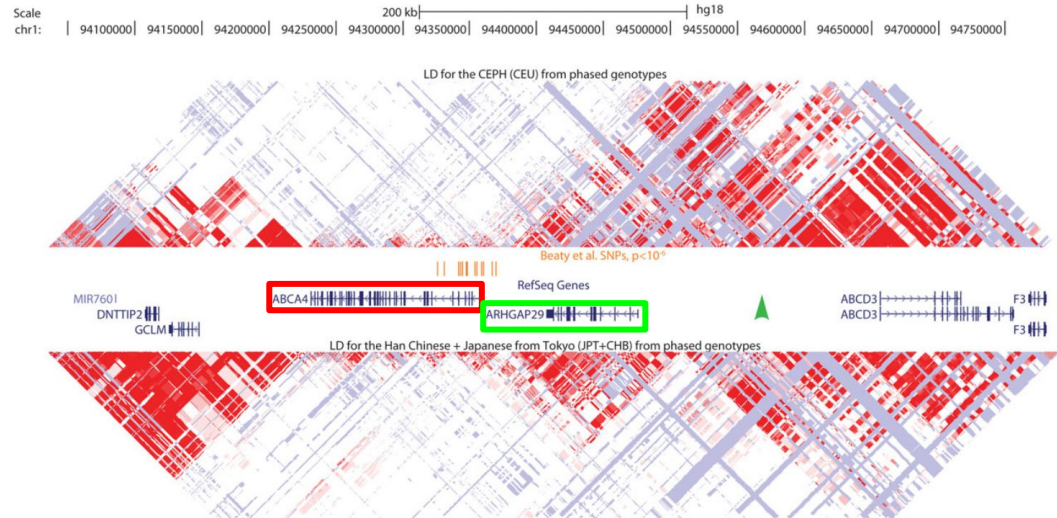 Scale 200 kb hg18
chr1: 94100000 94150000 94200000 94250000 94300000 94350000 94400000 94450000 94500000 94550000 94600000 94650000 94700000 94750000
LD for the CEPH (CEU) from phased genotypes
Beaty et al. SNPs, p<10⁻⁶
RefSeq Genes
MIR760 ABCA4 ABCD3 F3
DNTTIP2 ARHGAP29 ABCD3
GCLM F3
LD for the Han Chinese + Japanese from Tokyo (JPT+CHB) from phased genotypes